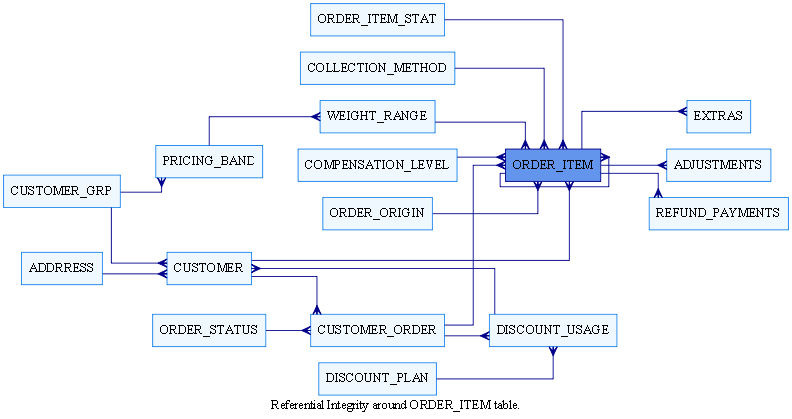 ORDER_ITEM_STAT
COLLECTION_METHOD
WEIGHT_RANGE
EXTRAS
PRICING_BAND
COMPENSATION_LEVEL
ORDER_ITEM
ADJUSTMENTS
CUSTOMER_GRP
ORDER_ORIGIN
REFUND_PAYMENTS
ADDRRESS
CUSTOMER
ORDER_STATUS
CUSTOMER_ORDER
DISCOUNT_USAGE
DISCOUNT_PLAN
Referential Integrity around ORDER_ITEM table.